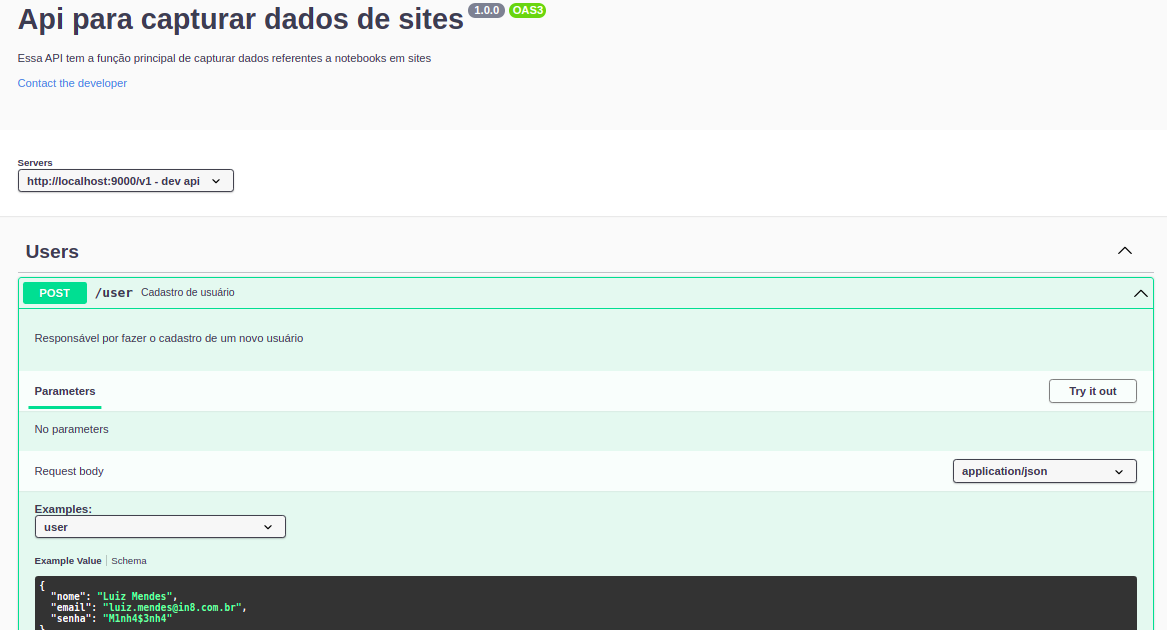 Api para capturar dados de sites 1.0.0 OAS3
Essa API tem a função principal de capturar dados referentes a notebooks em sites
Contact the developer
Servers
http://localhost:9000/v1 - dev api
Users
POST /user Cadastro de usuário
Responsável por fazer o cadastro de um novo usuário
Parameters Try it out
No parameters
Request body application/json
Examples:
user
Example Value Schema
{
"nome": "Luiz Mendes",
"email": "luiz.mendes@in8.com.br",
"senha": "M1nh4$3nh4"
}